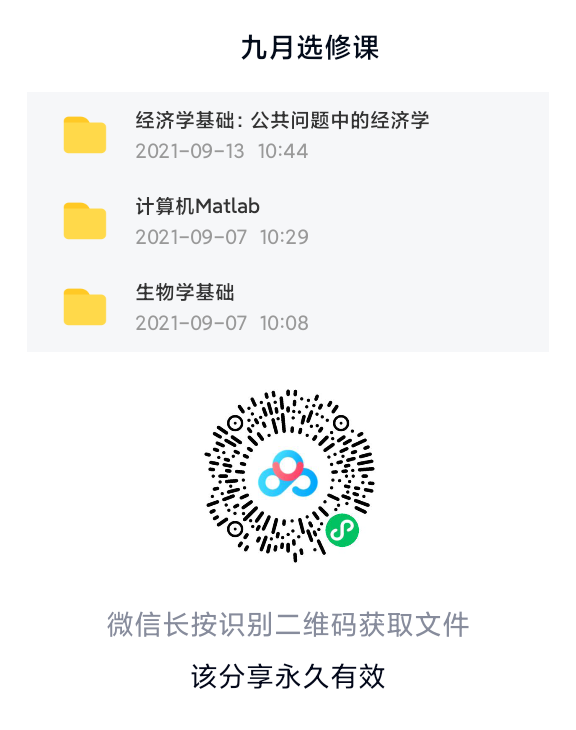 九月选修课
经济学基础：公共问题中的经济学
2021-09-13 10:44
计算机Matlab
2021-09-07 10:29
生物学基础
2021-09-07 10:08
微信长按识别二维码获取文件
该分享永久有效